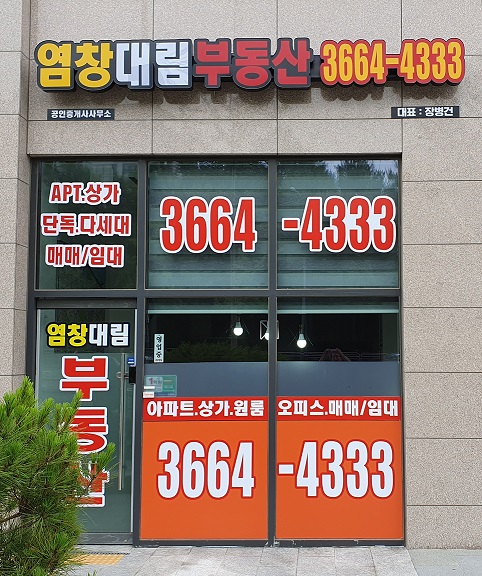 염창대림부동산 3664-4333
공인중개사사무소
대표 : 장병건
APT.상가
단독.다세대
매매/임대
3664 -4333
염창대림
부동산
영업중
아파트.상가.원룸 오피스.매매/임대
3664 -4333